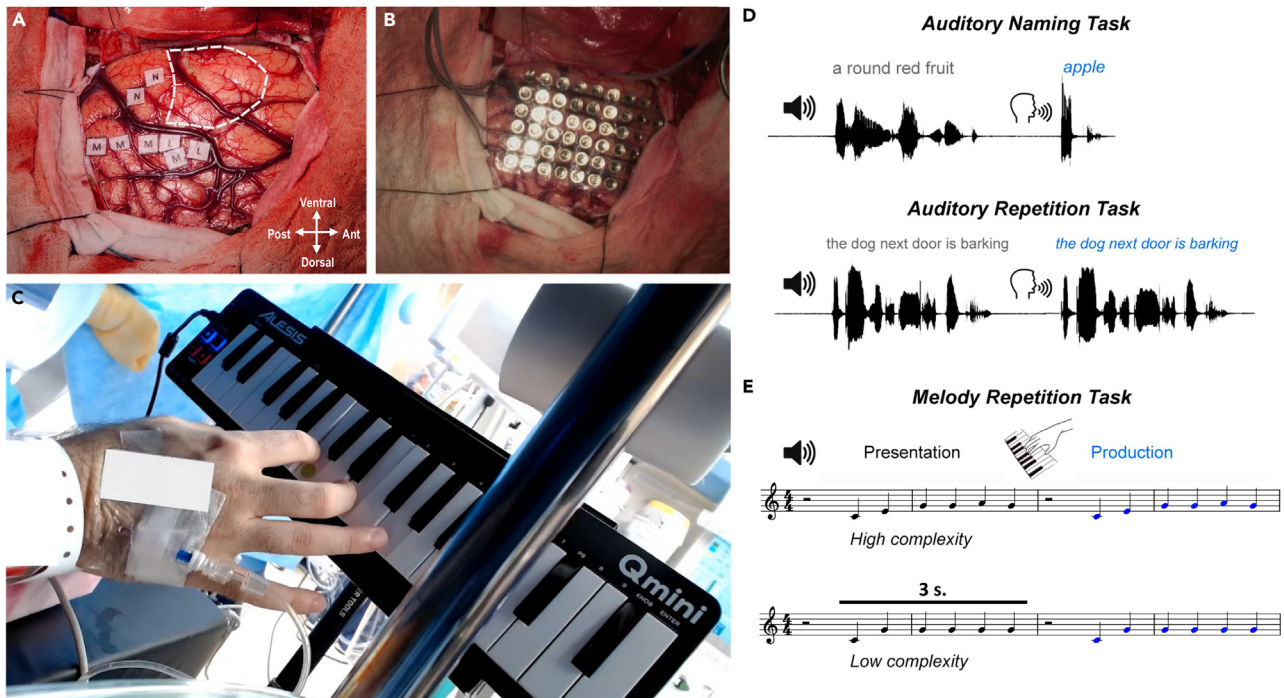 A
N
N
M M M L L
M
Ventral
Post Ant
Dorsal
B
C
ALESIS
Qmini
KNOB ENTER
D
Auditory Naming Task
a round red fruit apple
Auditory Repetition Task
the dog next door is barking the dog next door is barking
E
Melody Repetition Task
Presentation Production
High complexity
3 s.
Low complexity